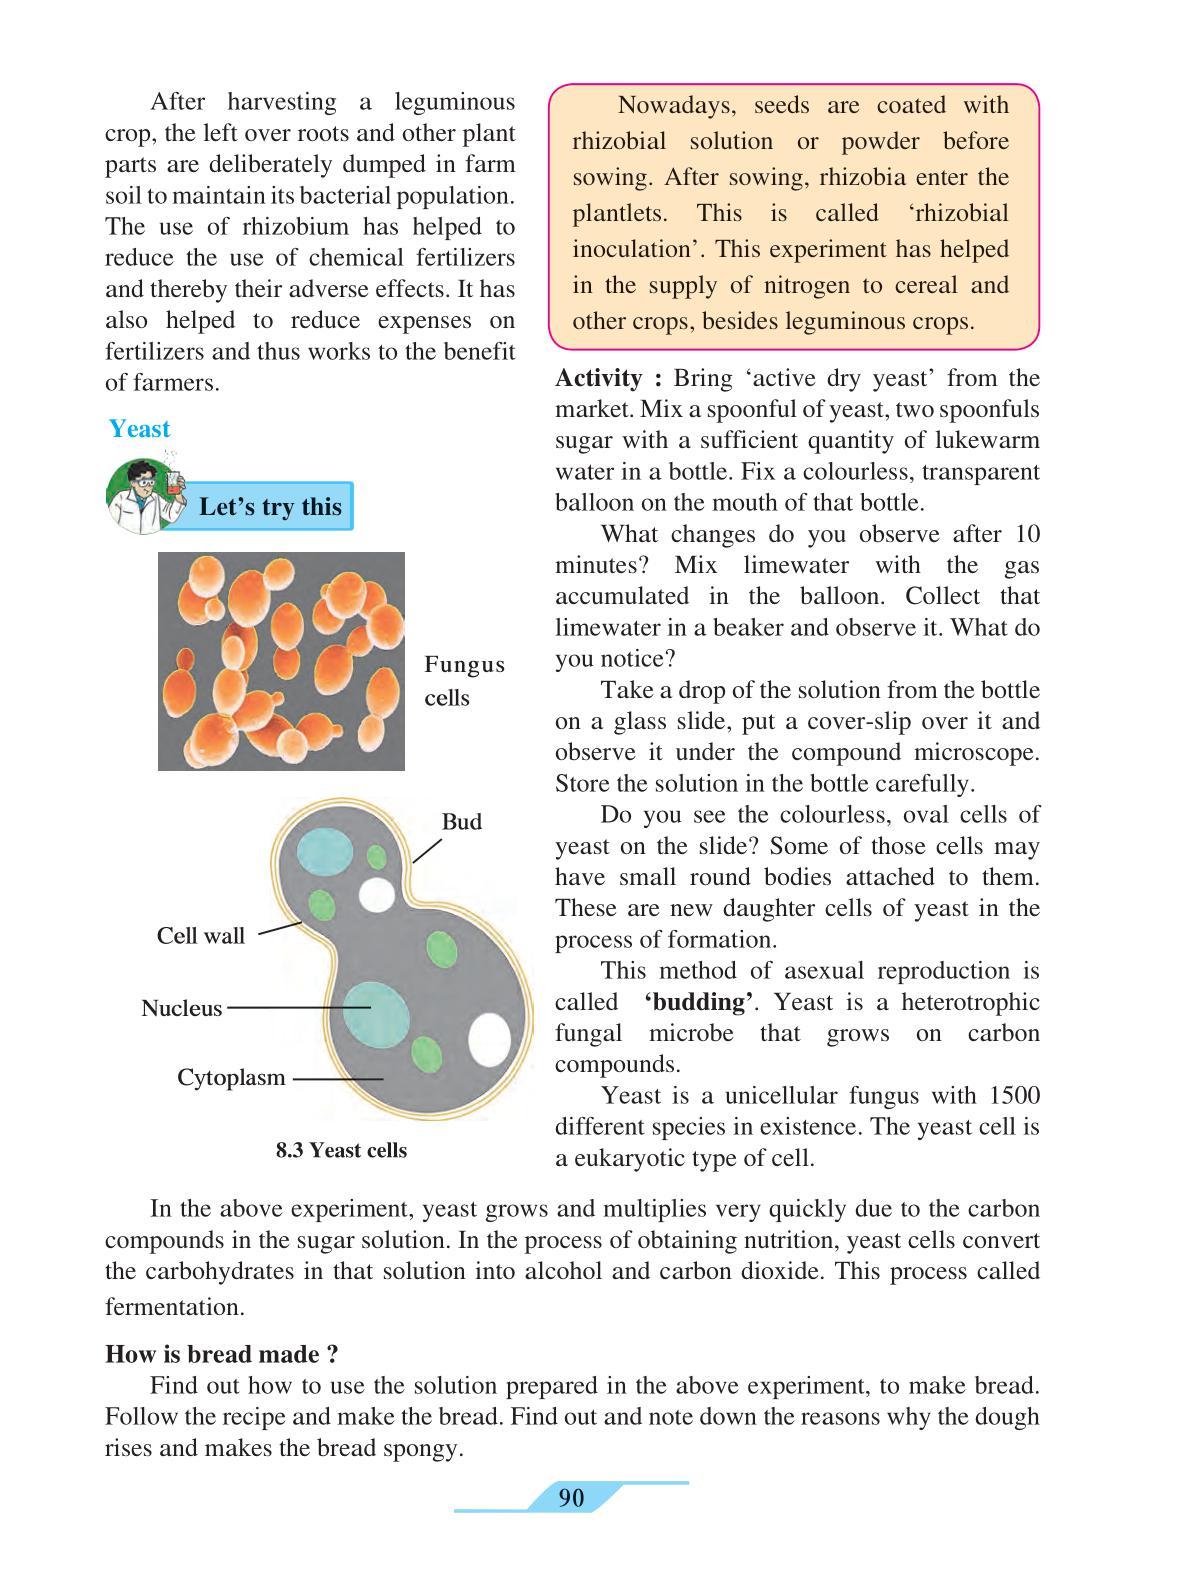 After harvesting a leguminous
crop, the left over roots and other plant
parts are deliberately dumped in farm
soil to maintain its bacterial population.
The use of rhizobium has helped to
reduce the use of chemical fertilizers
and thereby their adverse effects. It has
also helped to reduce expenses on
fertilizers and thus works to the benefit
of farmers.
Yeast
Let’s try this
Fungus
cells
Bud
Cell wall
Nucleus
Cytoplasm
8.3 Yeast cells
Nowadays, seeds are coated with
rhizobial solution or powder before
sowing. After sowing, rhizobia enter the
plantlets. This is called ‘rhizobial
inoculation’. This experiment has helped
in the supply of nitrogen to cereal and
other crops, besides leguminous crops.
Activity : Bring ‘active dry yeast’ from the
market. Mix a spoonful of yeast, two spoonfuls
sugar with a sufficient quantity of lukewarm
water in a bottle. Fix a colourless, transparent
balloon on the mouth of that bottle.
What changes do you observe after 10
minutes? Mix limewater with the gas
accumulated in the balloon. Collect that
limewater in a beaker and observe it. What do
you notice?
Take a drop of the solution from the bottle
on a glass slide, put a cover-slip over it and
observe it under the compound microscope.
Store the solution in the bottle carefully.
Do you see the colourless, oval cells of
yeast on the slide? Some of those cells may
have small round bodies attached to them.
These are new daughter cells of yeast in the
process of formation.
This method of asexual reproduction is
called ‘budding’. Yeast is a heterotrophic
fungal microbe that grows on carbon
compounds.
Yeast is a unicellular fungus with 1500
different species in existence. The yeast cell is
a eukaryotic type of cell.
In the above experiment, yeast grows and multiplies very quickly due to the carbon
compounds in the sugar solution. In the process of obtaining nutrition, yeast cells convert
the carbohydrates in that solution into alcohol and carbon dioxide. This process called
fermentation.
How is bread made ?
Find out how to use the solution prepared in the above experiment, to make bread.
Follow the recipe and make the bread. Find out and note down the reasons why the dough
rises and makes the bread spongy.
90